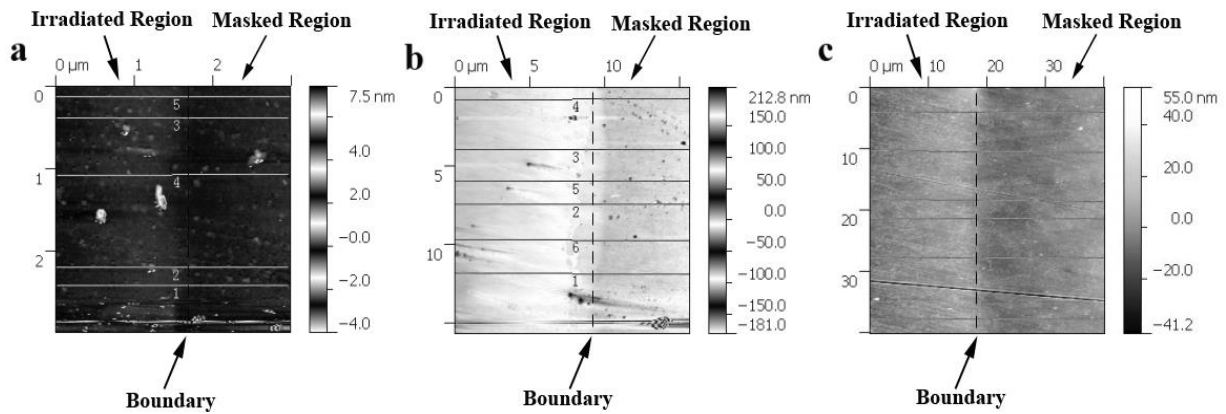 Irradiated Region
Masked Region
a
0 µm 1 2
0
1
2
5
3
4
2
1
7.5 nm
4.0
2.0
−0.0
−2.0
−4.0
Boundary
Irradiated Region
Masked Region
b
0 µm 5 10
0
5
10
4
3
5
2
6
1
212.8 nm
150.0
100.0
50.0
0.0
−50.0
−100.0
−150.0
−181.0
Boundary
Irradiated Region
Masked Region
c
0 µm 10 20 30
0
10
20
30
55.0 nm
40.0
20.0
0.0
−20.0
−41.2
Boundary